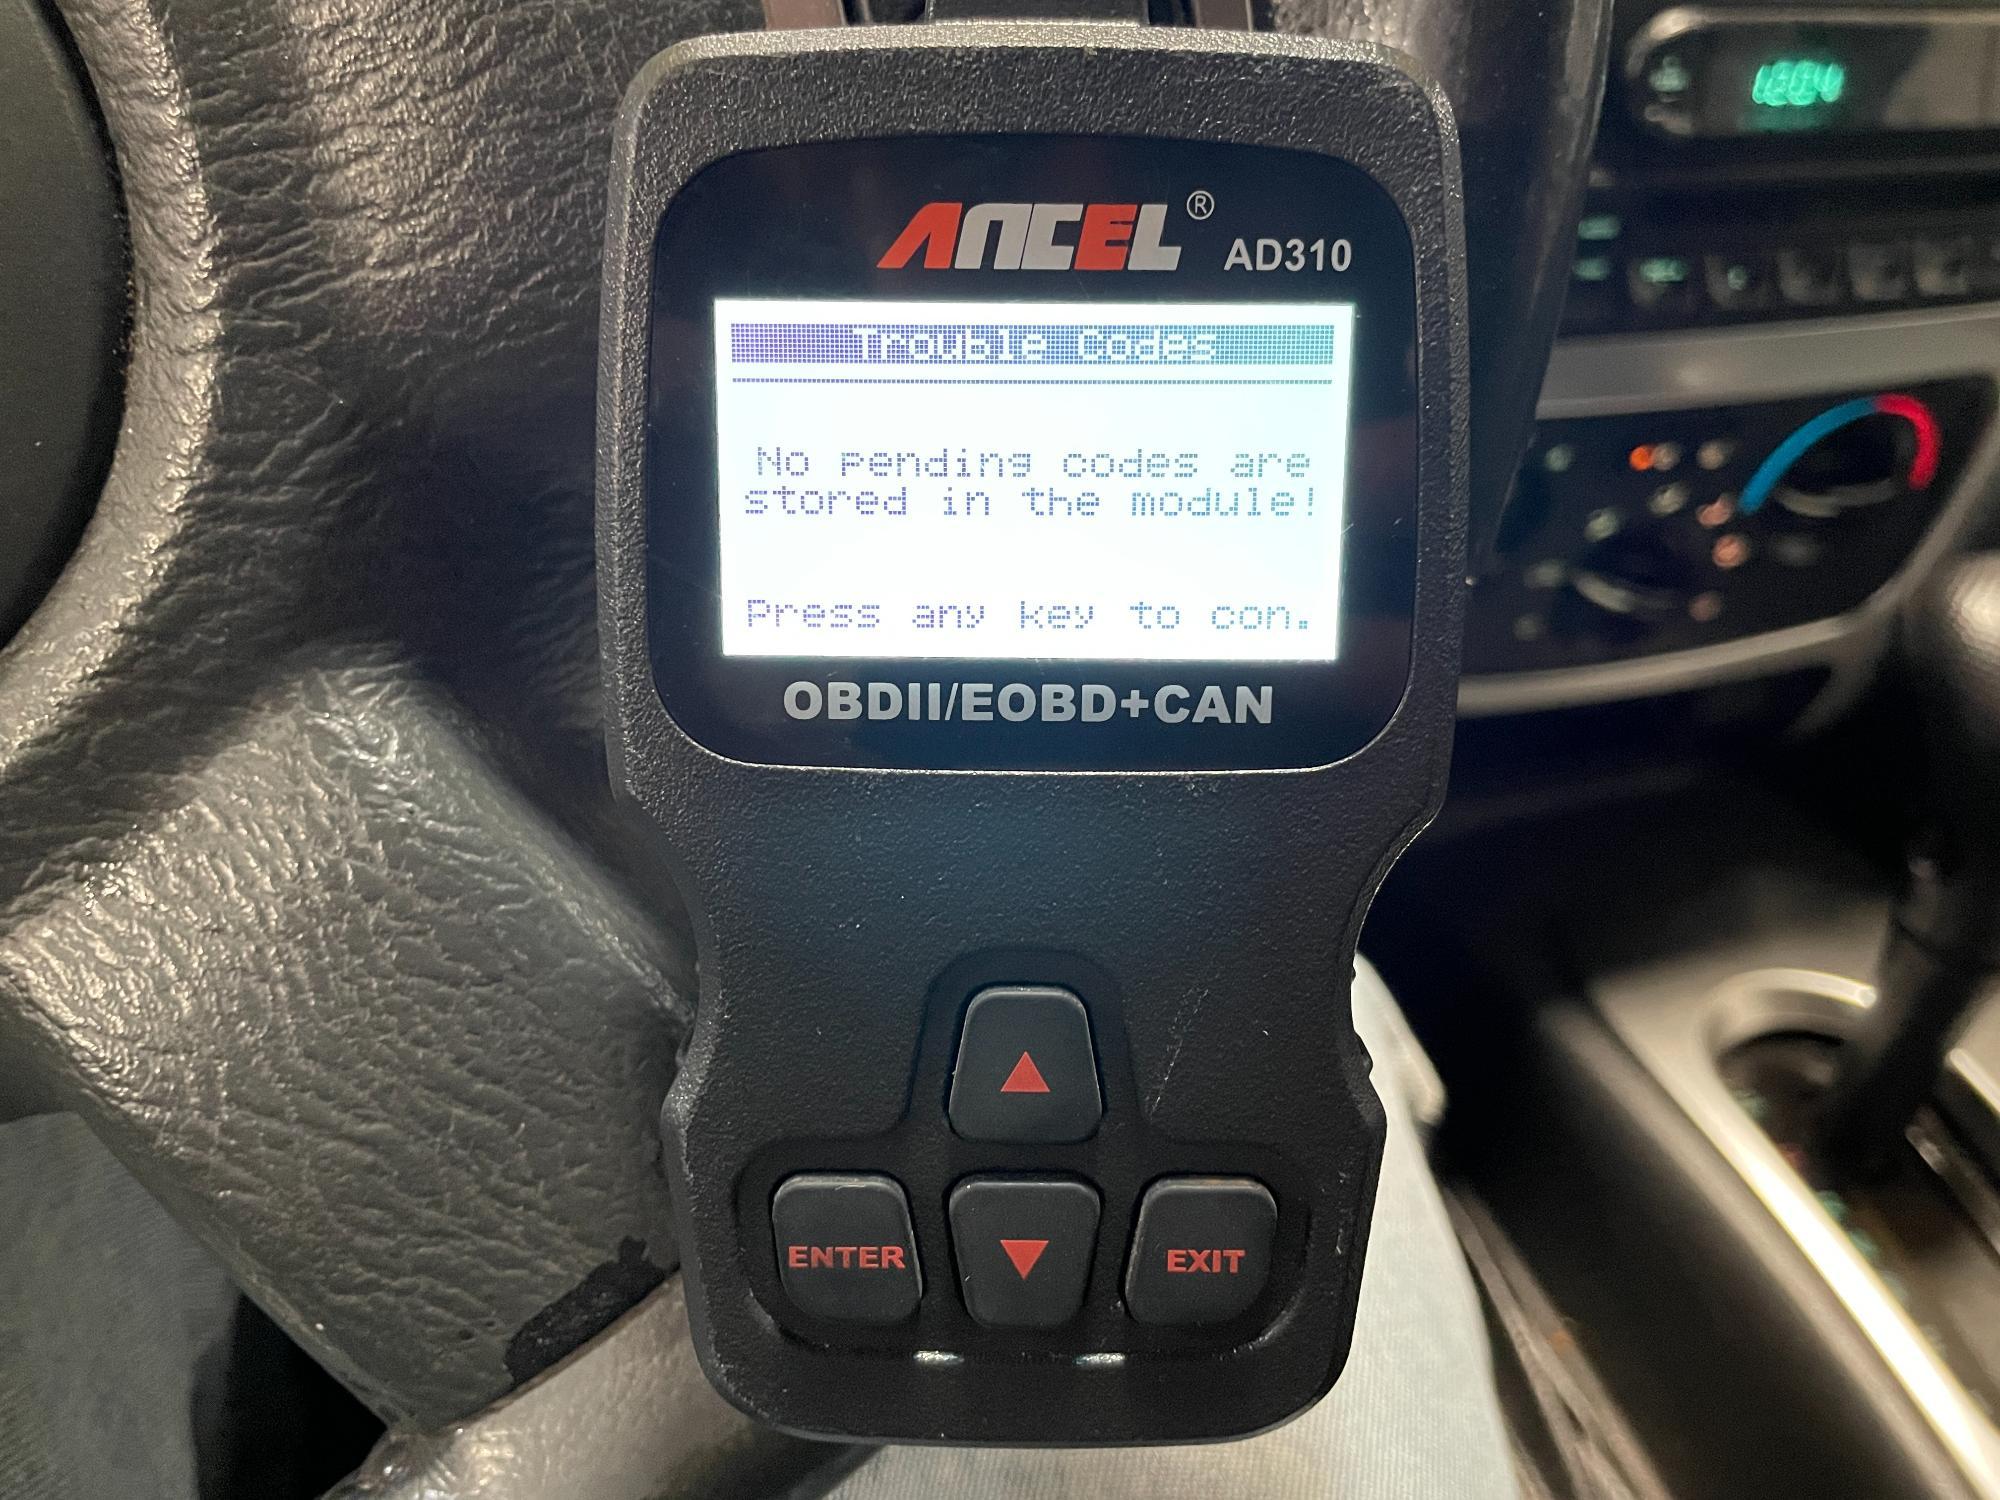 ANCEL®
AD310
Trouble Codes
No pending codes are
stored in the module!
Press any key to con.
OBDII/EOBD+CAN
ENTER
EXIT